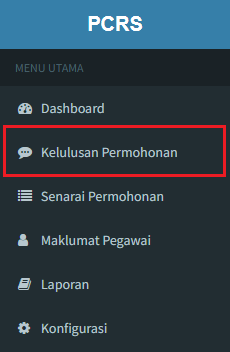 PCRS
MENU UTAMA
Dashboard
Kelulusan Permohonan
Senarai Permohonan
Maklumat Pegawai
Laporan
Konfigurasi